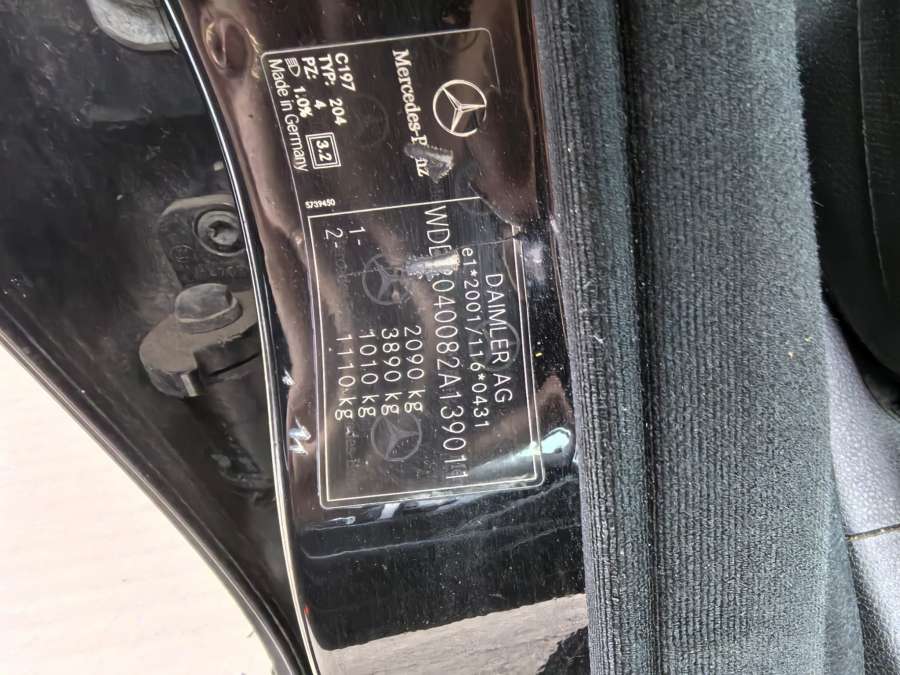 Mercedes-Benz
C197
TYP: 204
PZ: 4
3.2
1.0%
Made in Germany
5739450
DAIMLER AG
e1*2001/116*0431
WDD2040082A139011
2090 kg
3890 kg
1- 1010 kg
2- 1110 kg